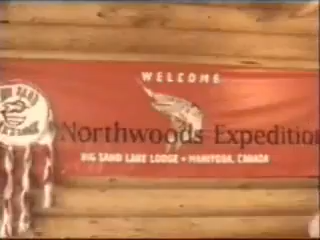 WELCOME
Northwoods Expedition
BIG SAND LAKE LODGE • MANITOBA, CANADA